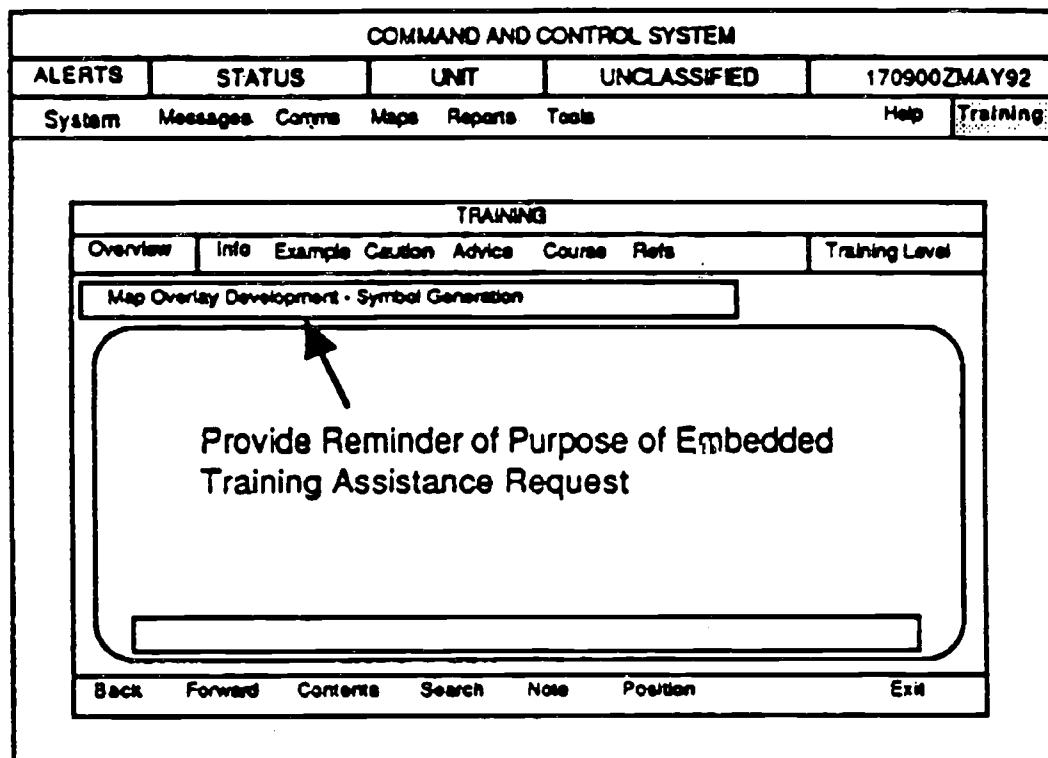 COMMAND AND CONTROL SYSTEM
ALERTS STATUS UNIT UNCLASSIFIED 170900ZMAY92
System Messages Comms Maps Reports Tools Help Training
TRAINING
Overview Info Example Caution Advice Course Refs Training Level
Map Overlay Development - Symbol Generation
Provide Reminder of Purpose of Embedded
Training Assistance Request
Back Forward Contents Search Note Position Exit